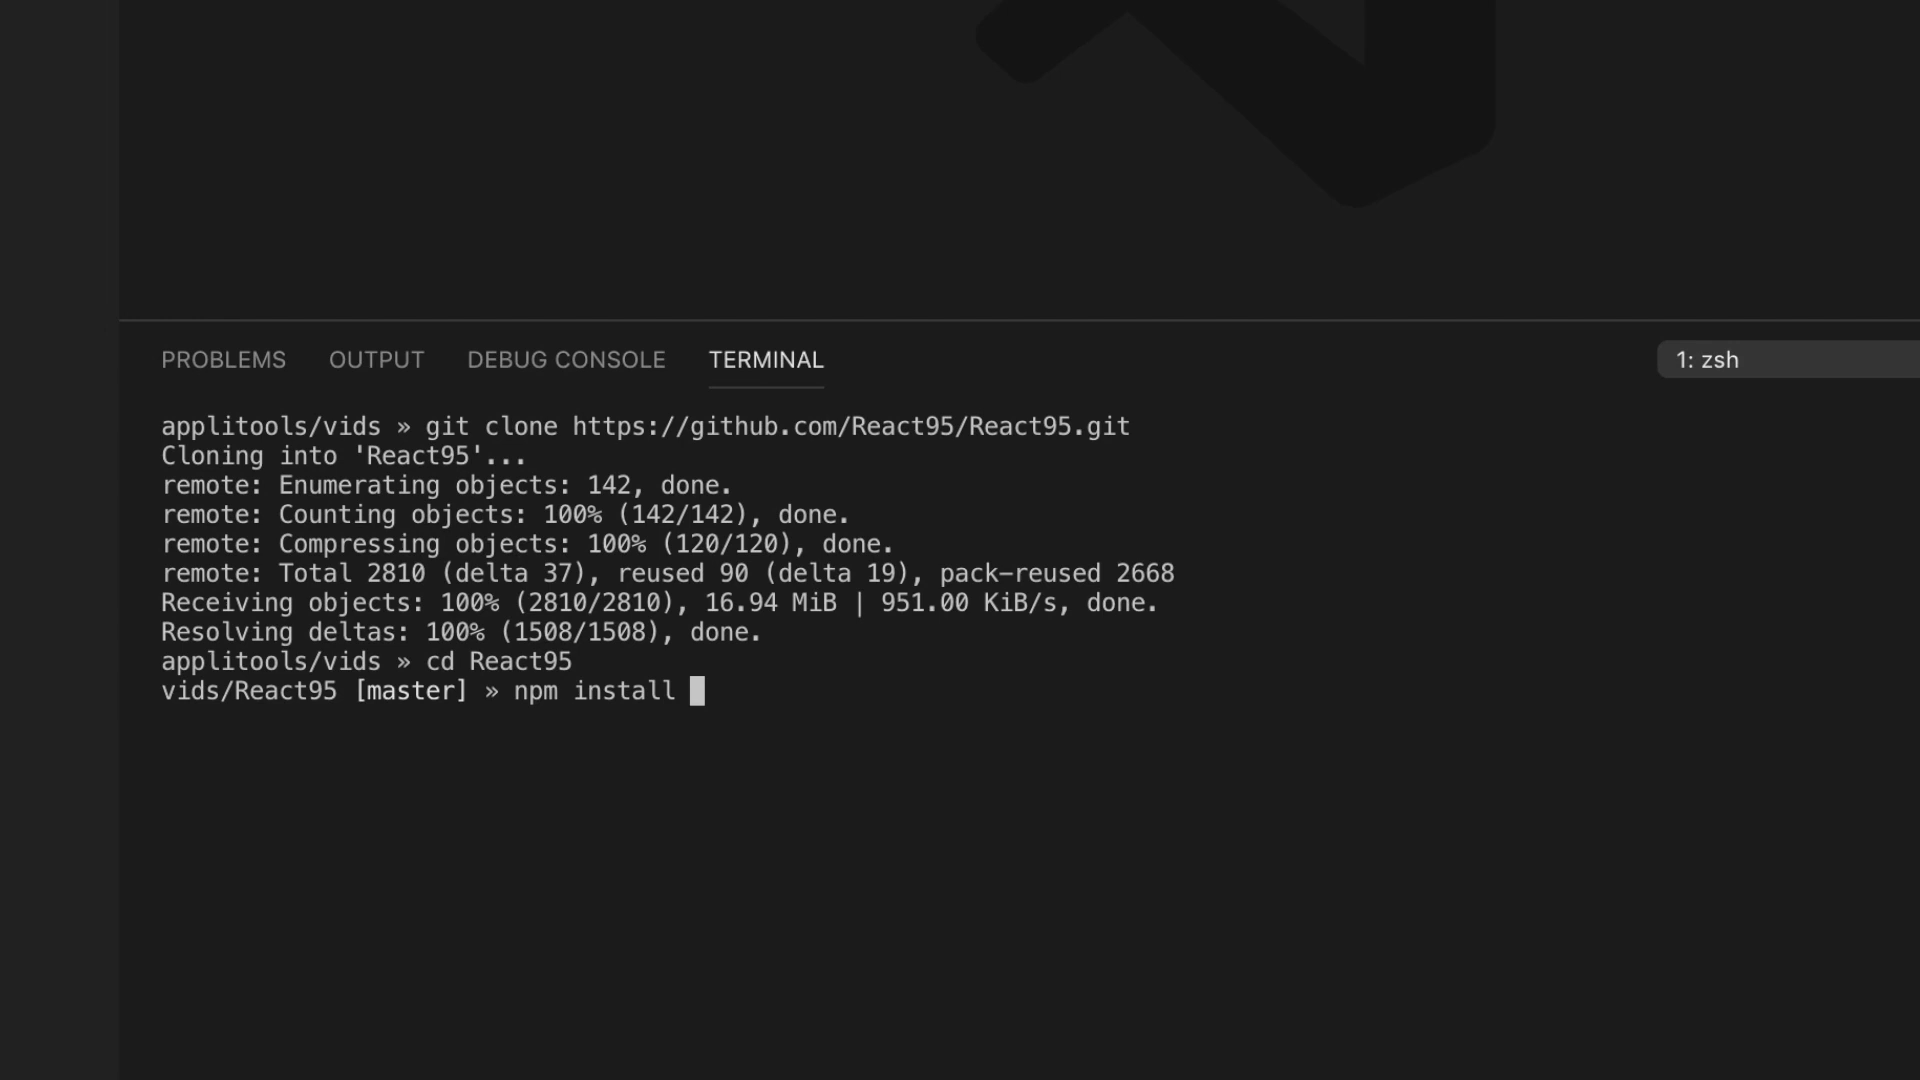 PROBLEMS OUTPUT DEBUG CONSOLE TERMINAL 1: zsh
applitools/vids » git clone https://github.com/React95/React95.git
Cloning into 'React95'...
remote: Enumerating objects: 142, done.
remote: Counting objects: 100% (142/142), done.
remote: Compressing objects: 100% (120/120), done.
remote: Total 2810 (delta 37), reused 90 (delta 19), pack-reused 2668
Receiving objects: 100% (2810/2810), 16.94 MiB | 951.00 KiB/s, done.
Resolving deltas: 100% (1508/1508), done.
applitools/vids » cd React95
vids/React95 [master] » npm install